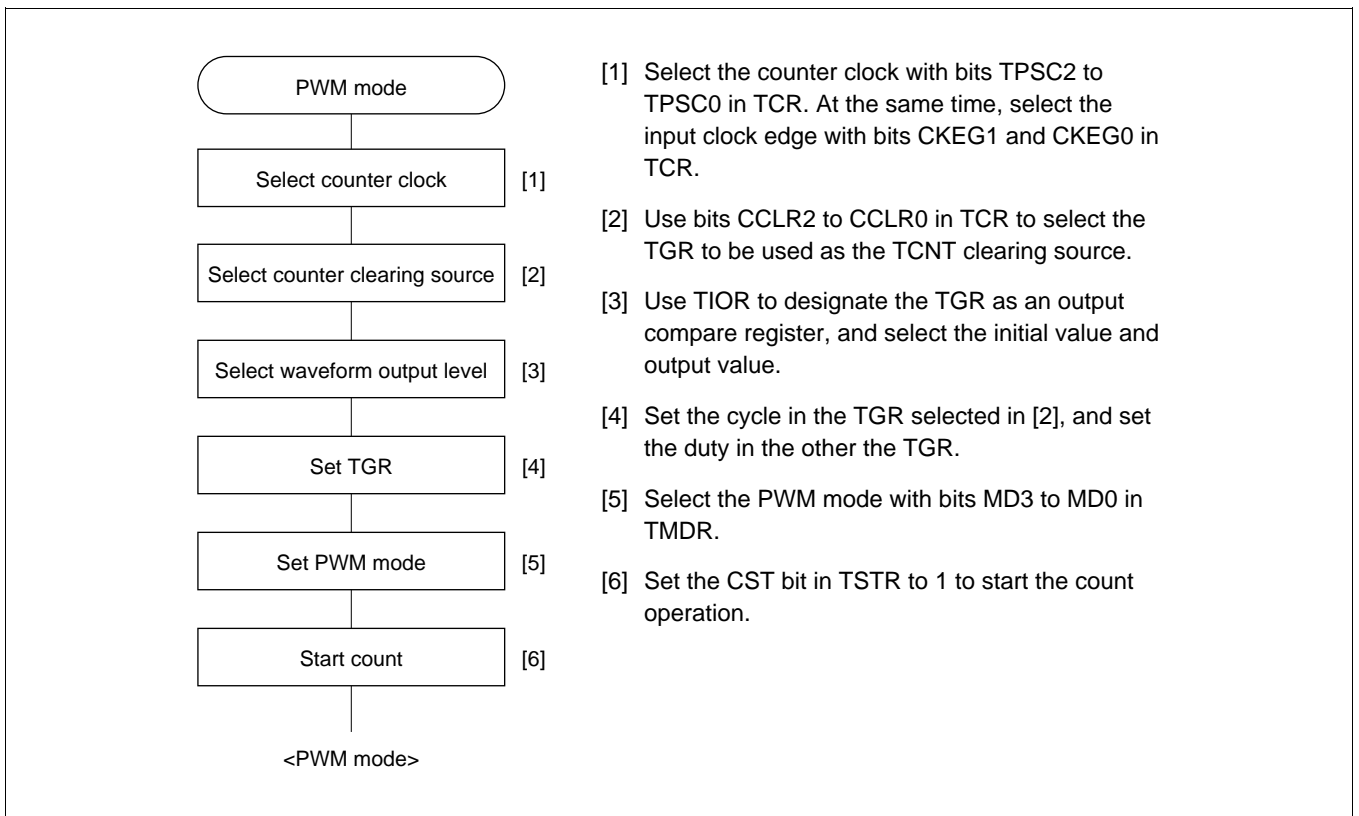 PWM mode
Select counter clock [1]
Select counter clearing source [2]
Select waveform output level [3]
Set TGR [4]
Set PWM mode [5]
Start count [6]
<PWM mode>
[1] Select the counter clock with bits TPSC2 to
TPSC0 in TCR. At the same time, select the
input clock edge with bits CKEG1 and CKEG0 in
TCR.
[2] Use bits CCLR2 to CCLR0 in TCR to select the
TGR to be used as the TCNT clearing source.
[3] Use TIOR to designate the TGR as an output
compare register, and select the initial value and
output value.
[4] Set the cycle in the TGR selected in [2], and set
the duty in the other the TGR.
[5] Select the PWM mode with bits MD3 to MD0 in
TMDR.
[6] Set the CST bit in TSTR to 1 to start the count
operation.